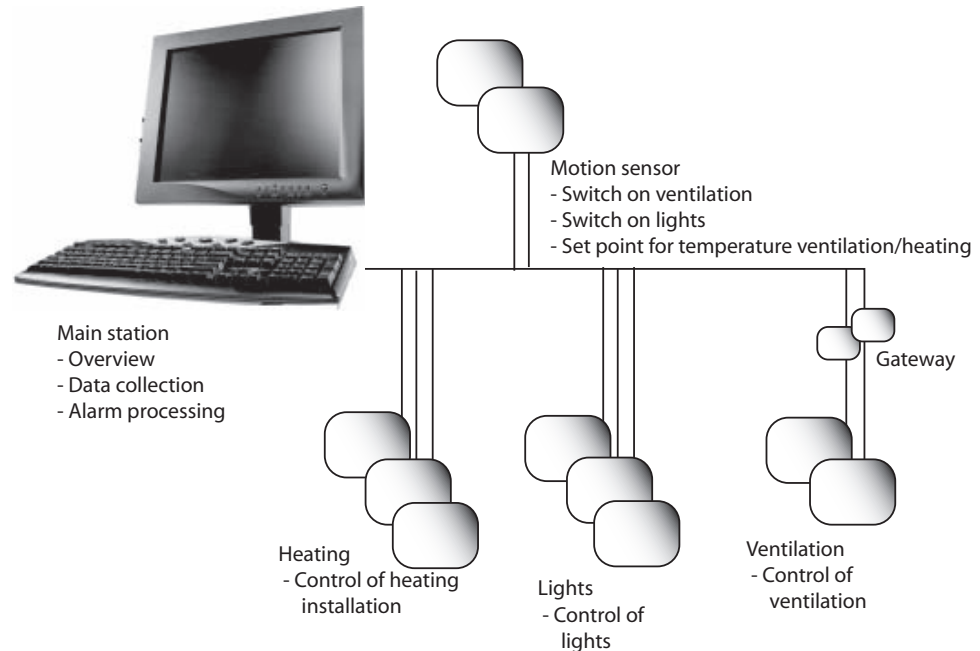 Motion sensor
- Switch on ventilation
- Switch on lights
- Set point for temperature ventilation/heating
Main station
- Overview
- Data collection
- Alarm processing
Gateway
Heating
- Control of heating
installation
Lights
- Control of
lights
Ventilation
- Control of
ventilation